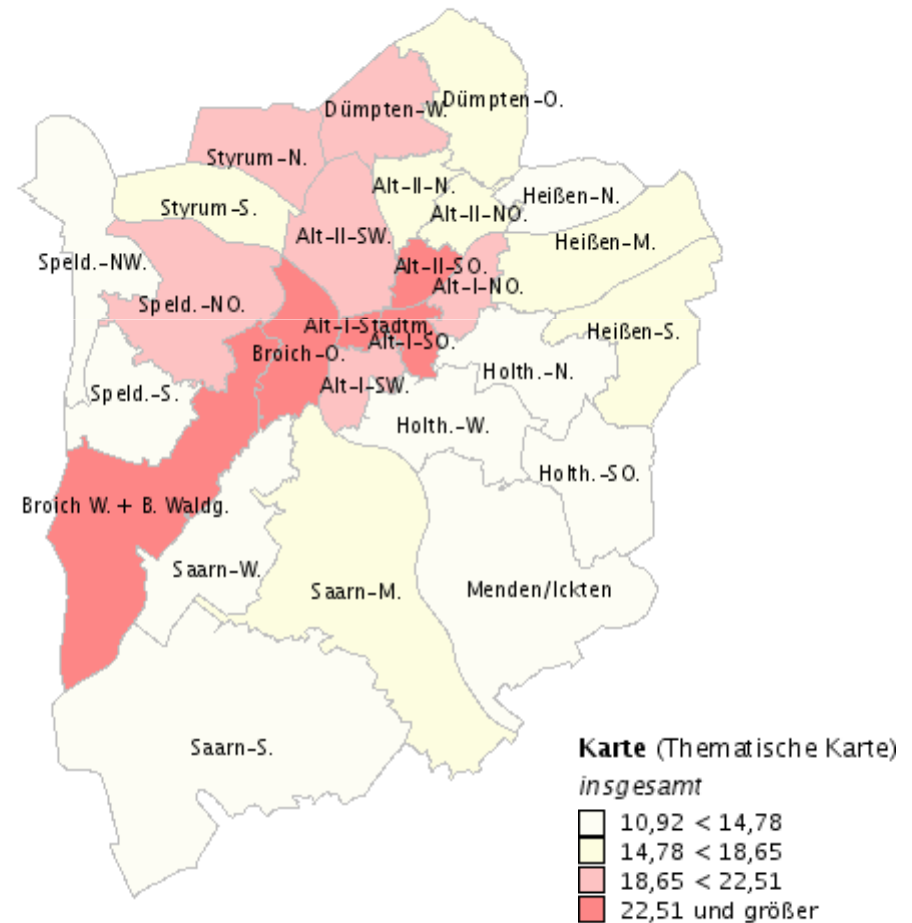 Dümpten-W.
Dümpten-O.
Styrum-N.
Alt-II-N.
Heißen-N.
Styrum-S.
Alt-II-NO.
Alt-II-SW.
Heißen-M.
Speld.-NW.
Alt-II-SO.
Alt-I-NO.
Speld.-NO.
Alt-I-Stadtm.
Heißen-S.
Alt-I-SO.
Broich-O.
Holth.-N.
Alt-I-SW.
Speld.-S.
Holth.-W.
Holth.-SO.
Broich W. + B. Waldg.
Saarn-W.
Saarn-M.
Menden/Ickten
Saarn-S.
Karte (Thematische Karte)
insgesamt
10,92 < 14,78
14,78 < 18,65
18,65 < 22,51
22,51 und größer